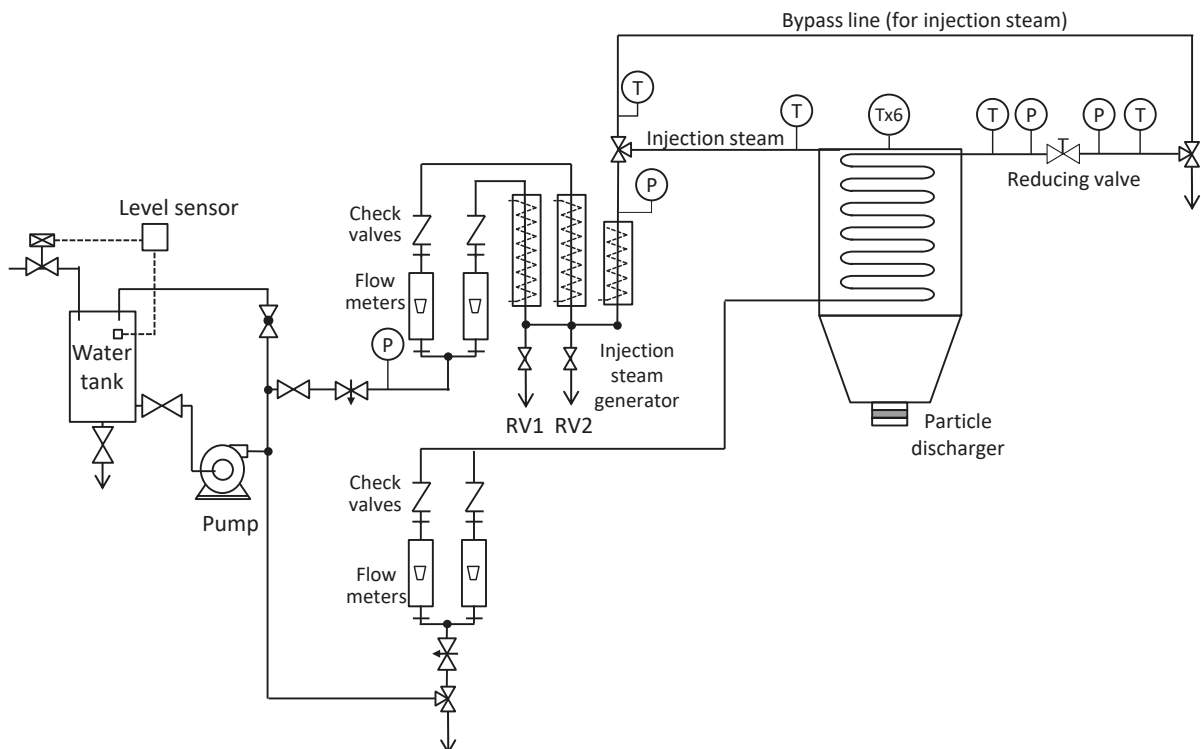 Bypass line (for injection steam)
T
T
Tx6
T
P
P
T
Injection steam
Reducing valve
P
Level sensor
Check
valves
Flow
meters
Water
tank
P
Injection
steam
generator
RV1
RV2
Particle
discharger
Pump
Check
valves
Flow
meters